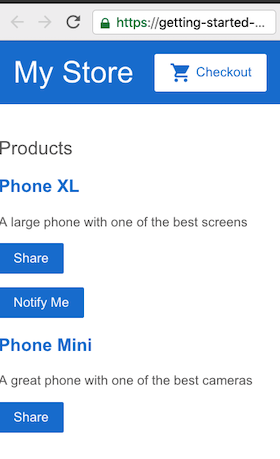 https://getting-started-...
My Store
Checkout
Products
Phone XL
A large phone with one of the best screens
Share
Notify Me
Phone Mini
A great phone with one of the best cameras
Share